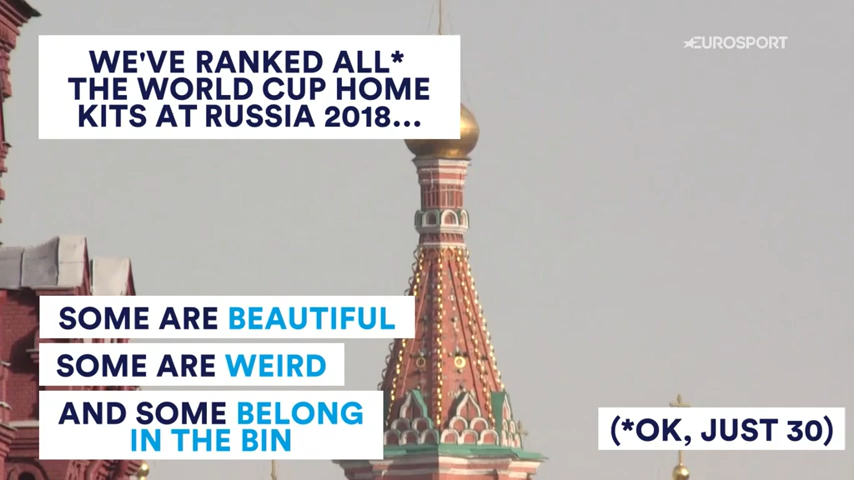 EUROSPORT
WE'VE RANKED ALL*
THE WORLD CUP HOME
KITS AT RUSSIA 2018...
SOME ARE BEAUTIFUL
SOME ARE WEIRD
AND SOME BELONG
IN THE BIN
(*OK, JUST 30)